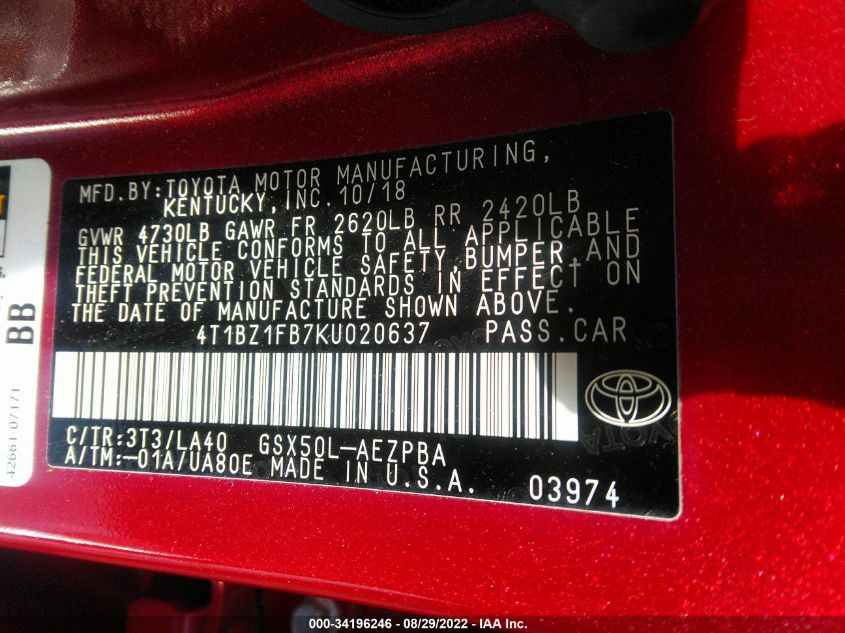 MFD.BY:TOYOTA MOTOR MANUFACTURING,
KENTUCKY,INC.10/18
GVWR 4730LB GAWR FR 2620LB RR 2420LB
THIS VEHICLE CONFORMS TO ALL APPLICABLE
FEDERAL MOTOR VEHICLE SAFETY,BUMPER,AND
THEFT PREVENTION STANDARDS IN EFFECT ON
THE DATE OF MANUFACTURE SHOWN ABOVE.
4T1BZ1FB7KU020637 PASS.CAR
C/TR:3T3/LA40 GSX50L-AEZPBA
A/TM:-01A/UA80E MADE IN U.S.A.
03974
TOYOTA
BB
42661-07171
000-34196246 - 08/29/2022 - IAA Inc.